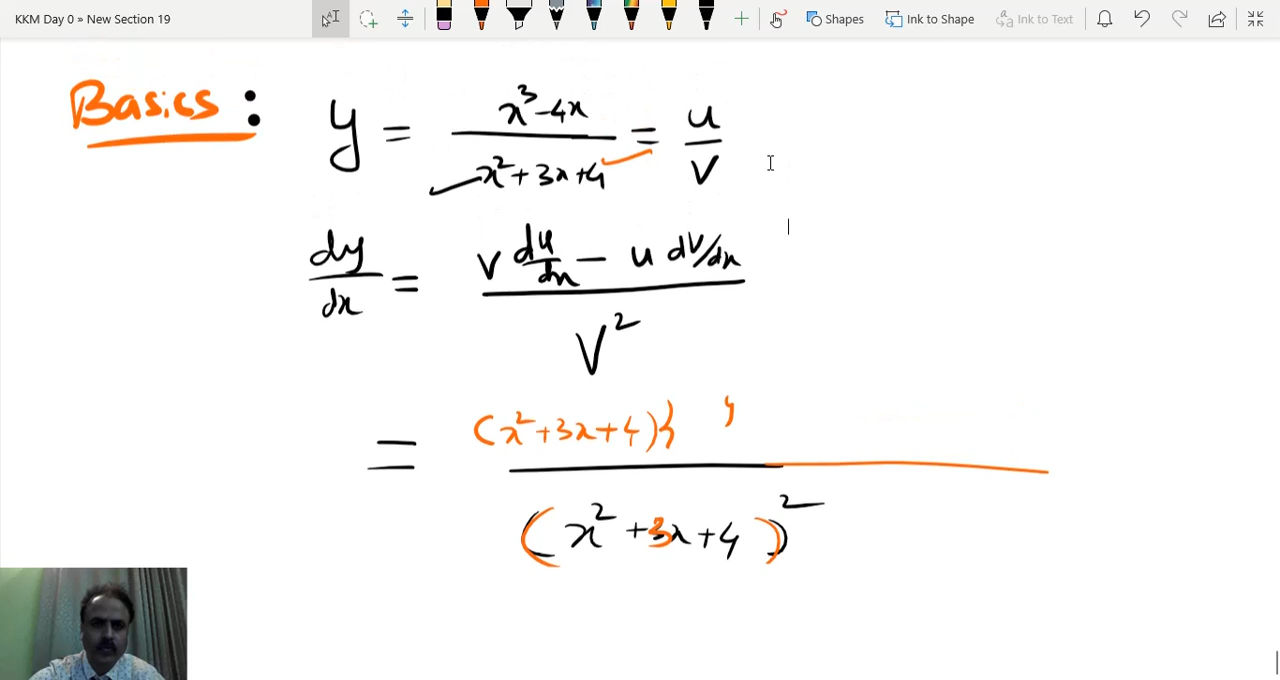 KKM Day 0 » New Section 19
Shapes
Ink to Shape
Ink to Text
Basics :
y = (x³-4x)/(x²+3x+4) = u/v
dy/dx = (v du/dx - u dv/dx)/v²
= (x²+3x+4){ }
(x²+3x+4)²